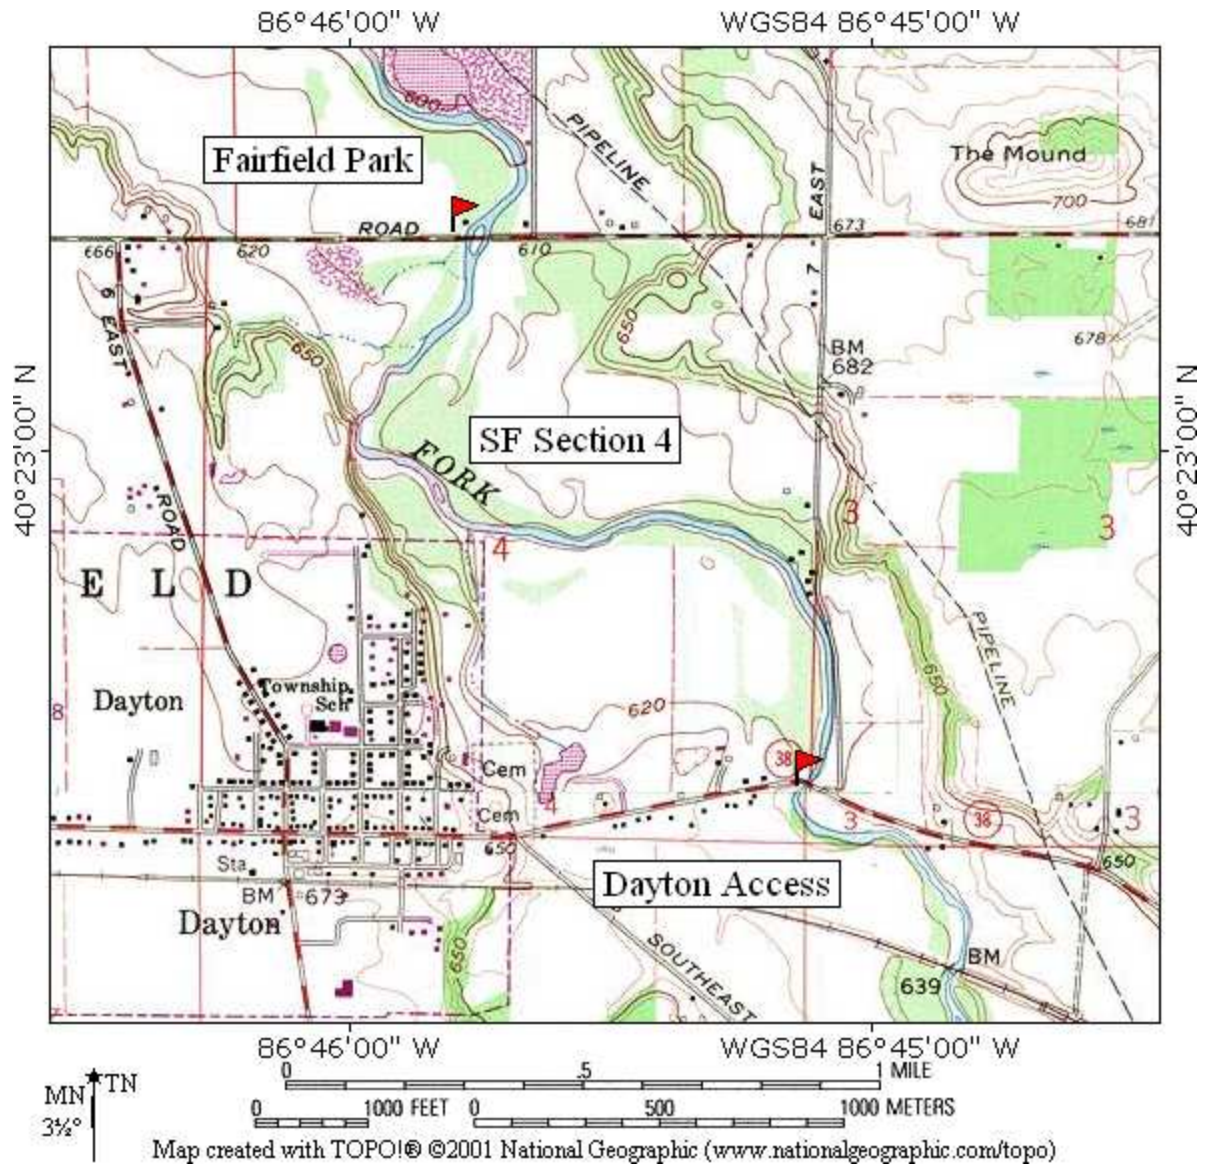 86°46'00" W
WGS84 86°45'00" W
600
PIPELINE
Fairfield Park
The Mound
EAST
700
ROAD
673
681
666
620
610
6
7
EAST
650
650
678
BM
682
40°23'00" N
40°23'00" N
SF Section 4
FORK
ROAD
3
3
4
E L D
PIPELINE
Township
Sch
650
Dayton
8
620
38
Cem
Cem
3
38
3
650
650
Sta
BM
673
Dayton Access
Dayton
650
SOUTHEAST
BM
639
86°46'00" W
WGS84 86°45'00" W
0 .5 1 MILE
0 1000 FEET 0 500 1000 METERS
TN
MN
3½°
Map created with TOPO!® ©2001 National Geographic (www.nationalgeographic.com/topo)